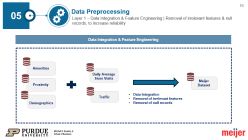 05
Data Preprocessing
Layer 1 – Data Integration & Feature Engineering | Removal of irrelevant features & null
records, to increase reliability
Data Integration & Feature Engineering
Amenities
Proximity
Demographics
Daily Average
Store Visits
Traffic
• Data Integration
• Removal of irrelevant features
• Removal of null records
Meijer
Dataset
PURDUE
UNIVERSITY
meijer